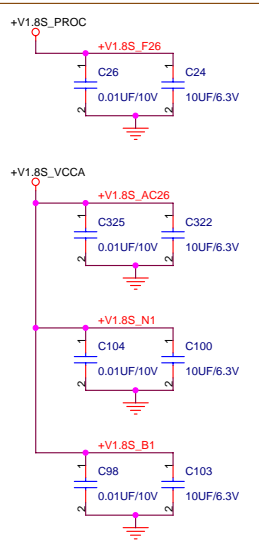 +V1.8S_PROC
+V1.8S_F26
1 1
C26 C24
0.01UF/10V 10UF/6.3V
2 2
+V1.8S_VCCA
+V1.8S_AC26
1 1
C325 C322
0.01UF/10V 10UF/6.3V
2 2
+V1.8S_N1
1 1
C104 C100
0.01UF/10V 10UF/6.3V
2 2
+V1.8S_B1
1 1
C98 C103
0.01UF/10V 10UF/6.3V
2 2